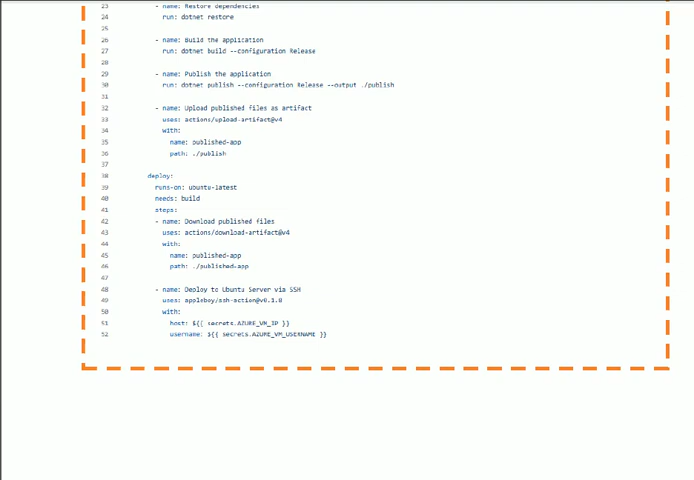 23 - name: Restore dependencies
24 run: dotnet restore
25
26 - name: Build the application
27 run: dotnet build --configuration Release
28
29 - name: Publish the application
30 run: dotnet publish --configuration Release --output ./publish
31
32 - name: Upload published files as artifact
33 uses: actions/upload-artifact@v4
34 with:
35 name: published-app
36 path: ./publish
37
38 deploy:
39 runs-on: ubuntu-latest
40 needs: build
41 steps:
42 - name: Download published files
43 uses: actions/download-artifact@v4
44 with:
45 name: published-app
46 path: ./published-app
47
48 - name: Deploy to Ubuntu Server via SSH
49 uses: appleboy/ssh-action@v0.1.8
50 with:
51 host: ${{ secrets.AZURE_VM_IP }}
52 username: ${{ secrets.AZURE_VM_USERNAME }}